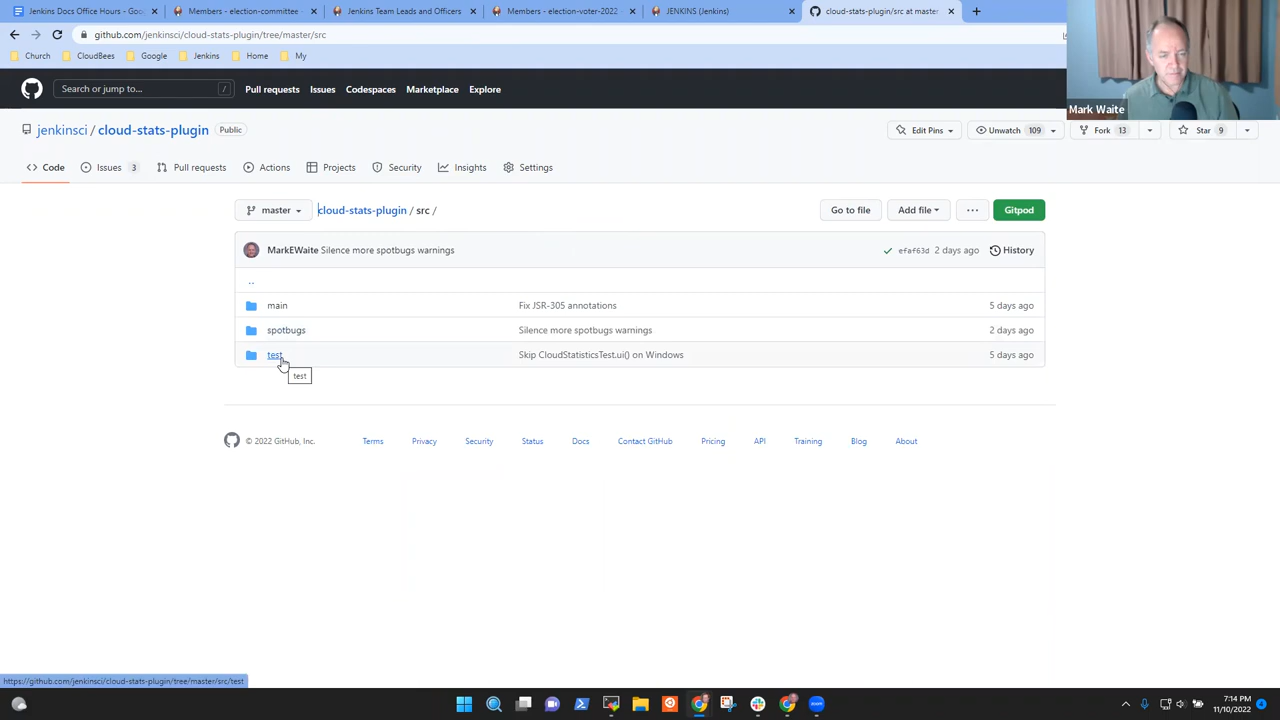 Jenkins Docs Office Hours - Goo
Members - election-committee
Jenkins Team Leads and Officers
Members - election-voter-2022
JENKINS (Jenkins)
cloud-stats-plugin/src at master
github.com/jenkinsci/cloud-stats-plugin/tree/master/src
Church
CloudBees
Google
Jenkins
Home
My
Mark Waite
Search or jump to...
/
Pull requests
Issues
Codespaces
Marketplace
Explore
jenkinsci / cloud-stats-plugin
Public
Edit Pins
Unwatch 109
Fork 13
Star 9
Code
Issues 3
Pull requests
Actions
Projects
Security
Insights
Settings
master
cloud-stats-plugin / src /
Go to file
Add file
...
Gitpod
MarkEWaite Silence more spotbugs warnings
efaf63d 2 days ago
History
..
main Fix JSR-305 annotations 5 days ago
spotbugs Silence more spotbugs warnings 2 days ago
test Skip CloudStatisticsTest.ui() on Windows 5 days ago
test
© 2022 GitHub, Inc.
Terms
Privacy
Security
Status
Docs
Contact GitHub
Pricing
API
Training
Blog
About
https://github.com/jenkinsci/cloud-stats-plugin/tree/master/src/test
7:14 PM
11/10/2022